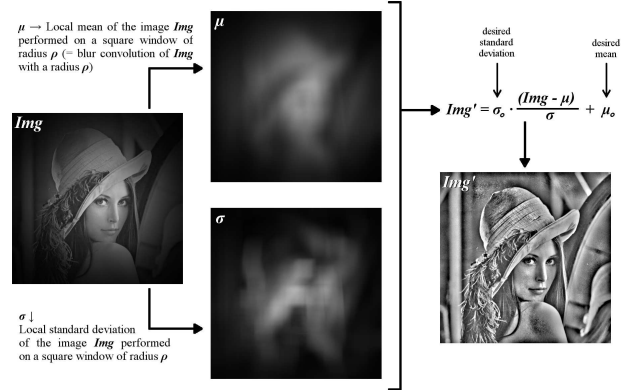 μ → Local mean of the image Img
performed on a square window of
radius ρ (= blur convolution of Img
with a radius ρ)
Img
σ ↓
Local standard deviation
of the image Img performed
on a square window of radius ρ
μ
σ
desired
standard
deviation
desired
mean
Img' = σₒ · (Img - μ) / σ + μₒ
Img'